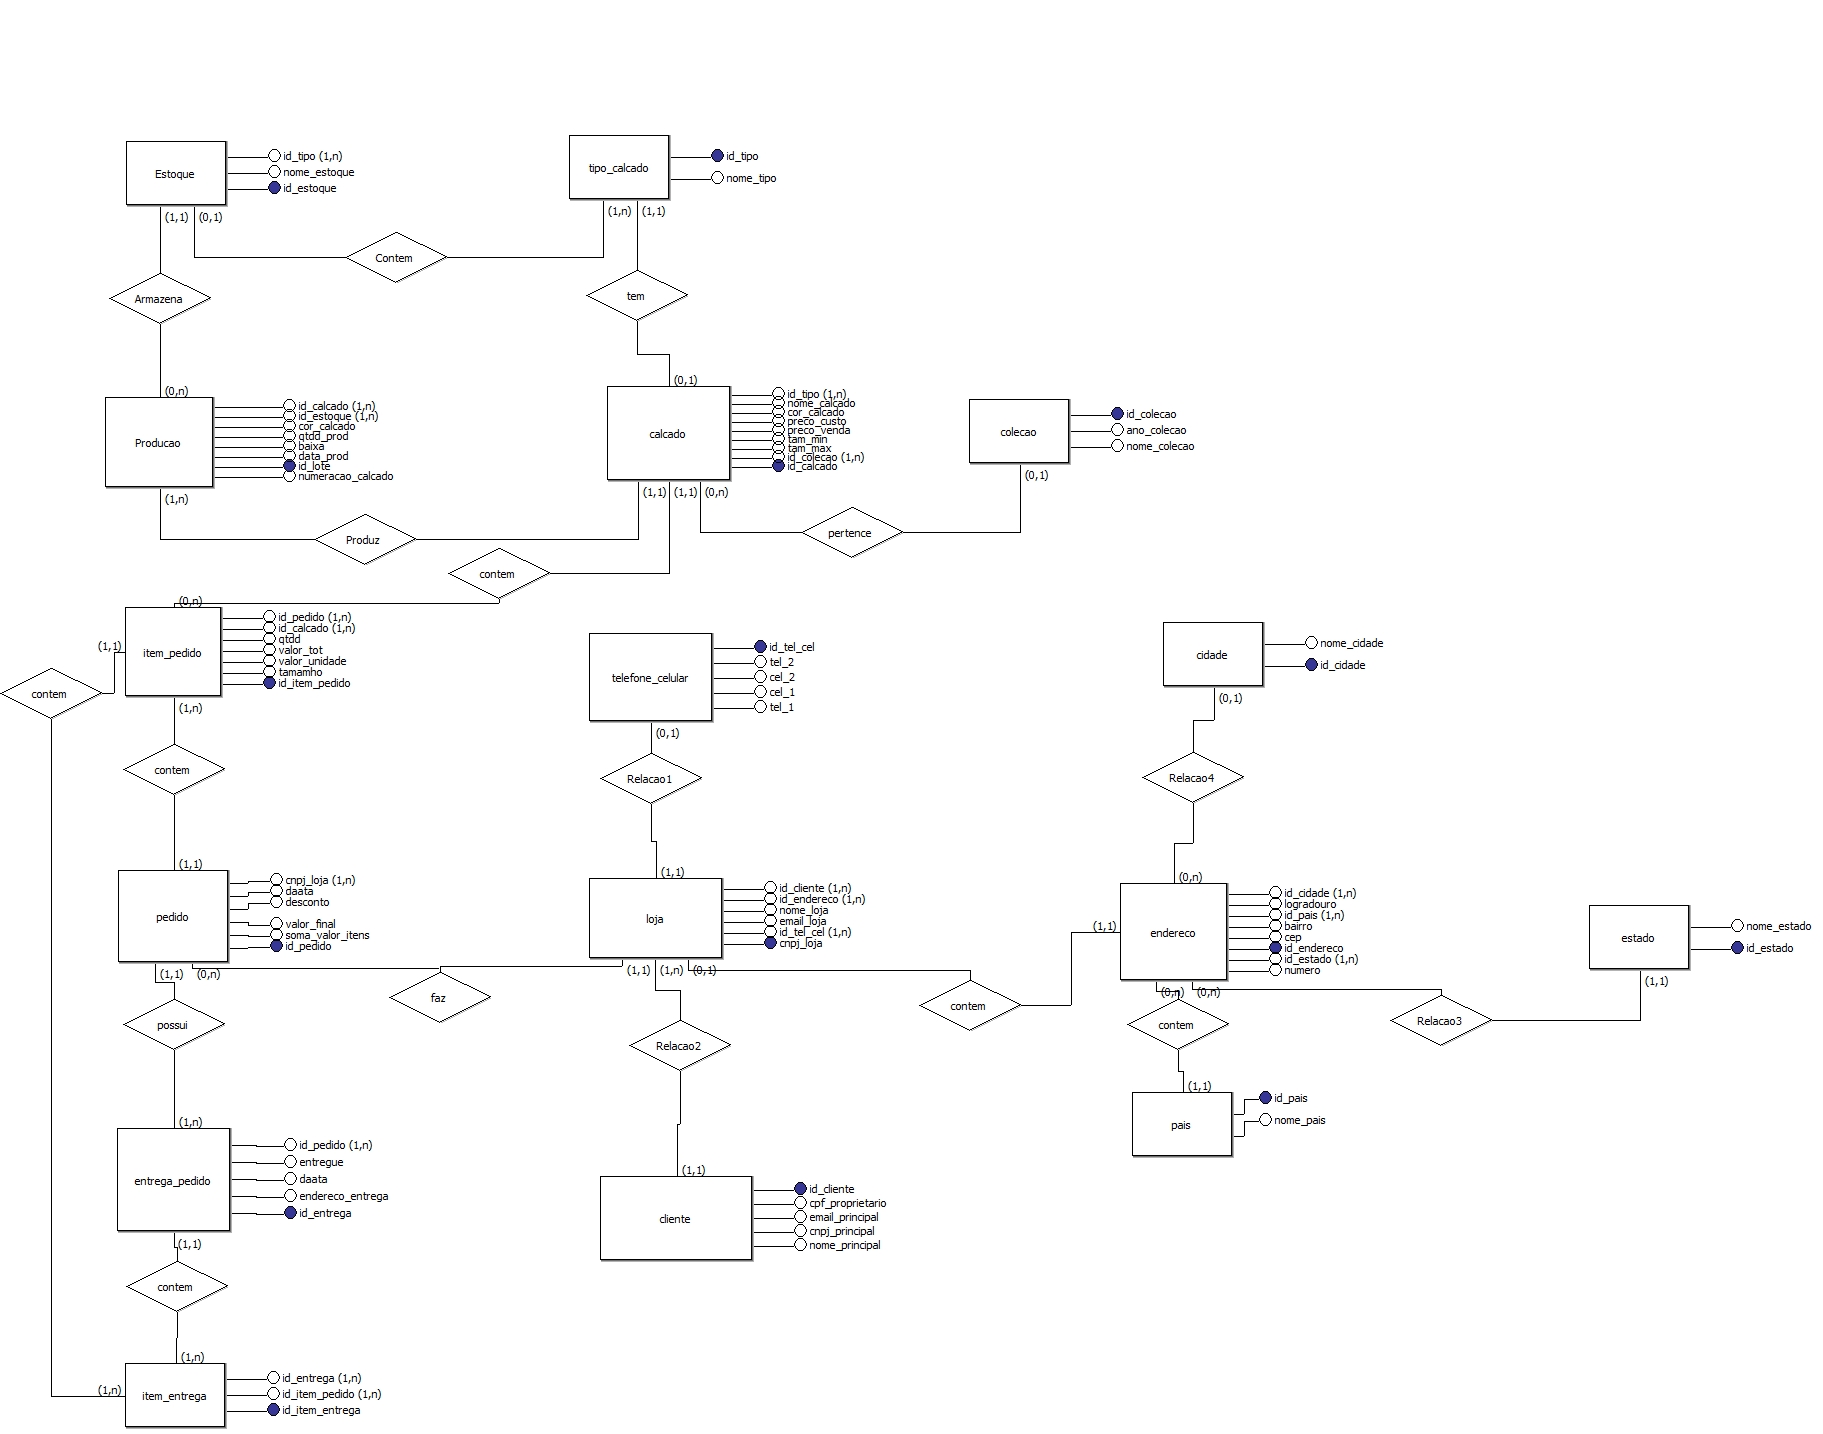 Estoque
id_tipo (1,n)
nome_estoque
id_estoque
tipo_calcado
id_tipo
nome_tipo
(1,1)
(0,1)
(1,n)
(1,1)
Contem
Armazena
tem
(0,n)
(0,1)
Producao
id_calcado (1,n)
id_estoque (1,n)
cor_calcado
qtdd_prod
baixa
data_prod
id_lote
numeracao_calcado
calcado
id_tipo (1,n)
nome_calcado
cor_calcado
preco_custo
preco_venda
tam_min
tam_max
id_colecao (1,n)
id_calcado
colecao
id_colecao
ano_colecao
nome_colecao
(1,n)
(1,1)
(1,1)
(0,n)
(0,1)
Produz
pertence
contem
(0,n)
(1,1)
item_pedido
id_pedido (1,n)
id_calcado (1,n)
qtdd
valor_tot
valor_unidade
tamanho
id_item_pedido
telefone_celular
id_tel_cel
tel_2
cel_2
cel_1
tel_1
cidade
nome_cidade
id_cidade
contem
(1,n)
(0,1)
(0,1)
contem
Relacao1
Relacao4
(1,1)
(1,1)
(0,n)
pedido
cnpj_loja (1,n)
daata
desconto
valor_final
soma_valor_itens
id_pedido
loja
id_cliente (1,n)
id_endereco (1,n)
nome_loja
email_loja
id_tel_cel (1,n)
cnpj_loja
(1,1)
endereco
id_cidade (1,n)
logradouro
id_pais (1,n)
bairro
cep
id_endereco
id_estado (1,n)
numero
estado
nome_estado
id_estado
(1,1)
(0,n)
(1,1)
(1,n)
(0,1)
(0,n)
(0,n)
(1,1)
faz
contem
possui
Relacao2
contem
Relacao3
(1,1)
pais
id_pais
nome_pais
(1,n)
(1,1)
entrega_pedido
id_pedido (1,n)
entregue
daata
endereco_entrega
id_entrega
cliente
id_cliente
cpf_proprietario
email_principal
cnpj_principal
nome_principal
(1,1)
contem
(1,n)
(1,n)
item_entrega
id_entrega (1,n)
id_item_pedido (1,n)
id_item_entrega